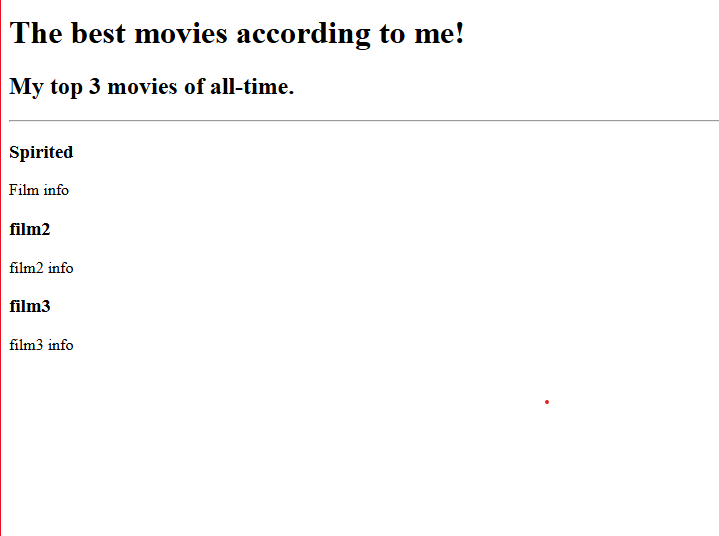 The best movies according to me!
My top 3 movies of all-time.
Spirited
Film info
film2
film2 info
film3
film3 info